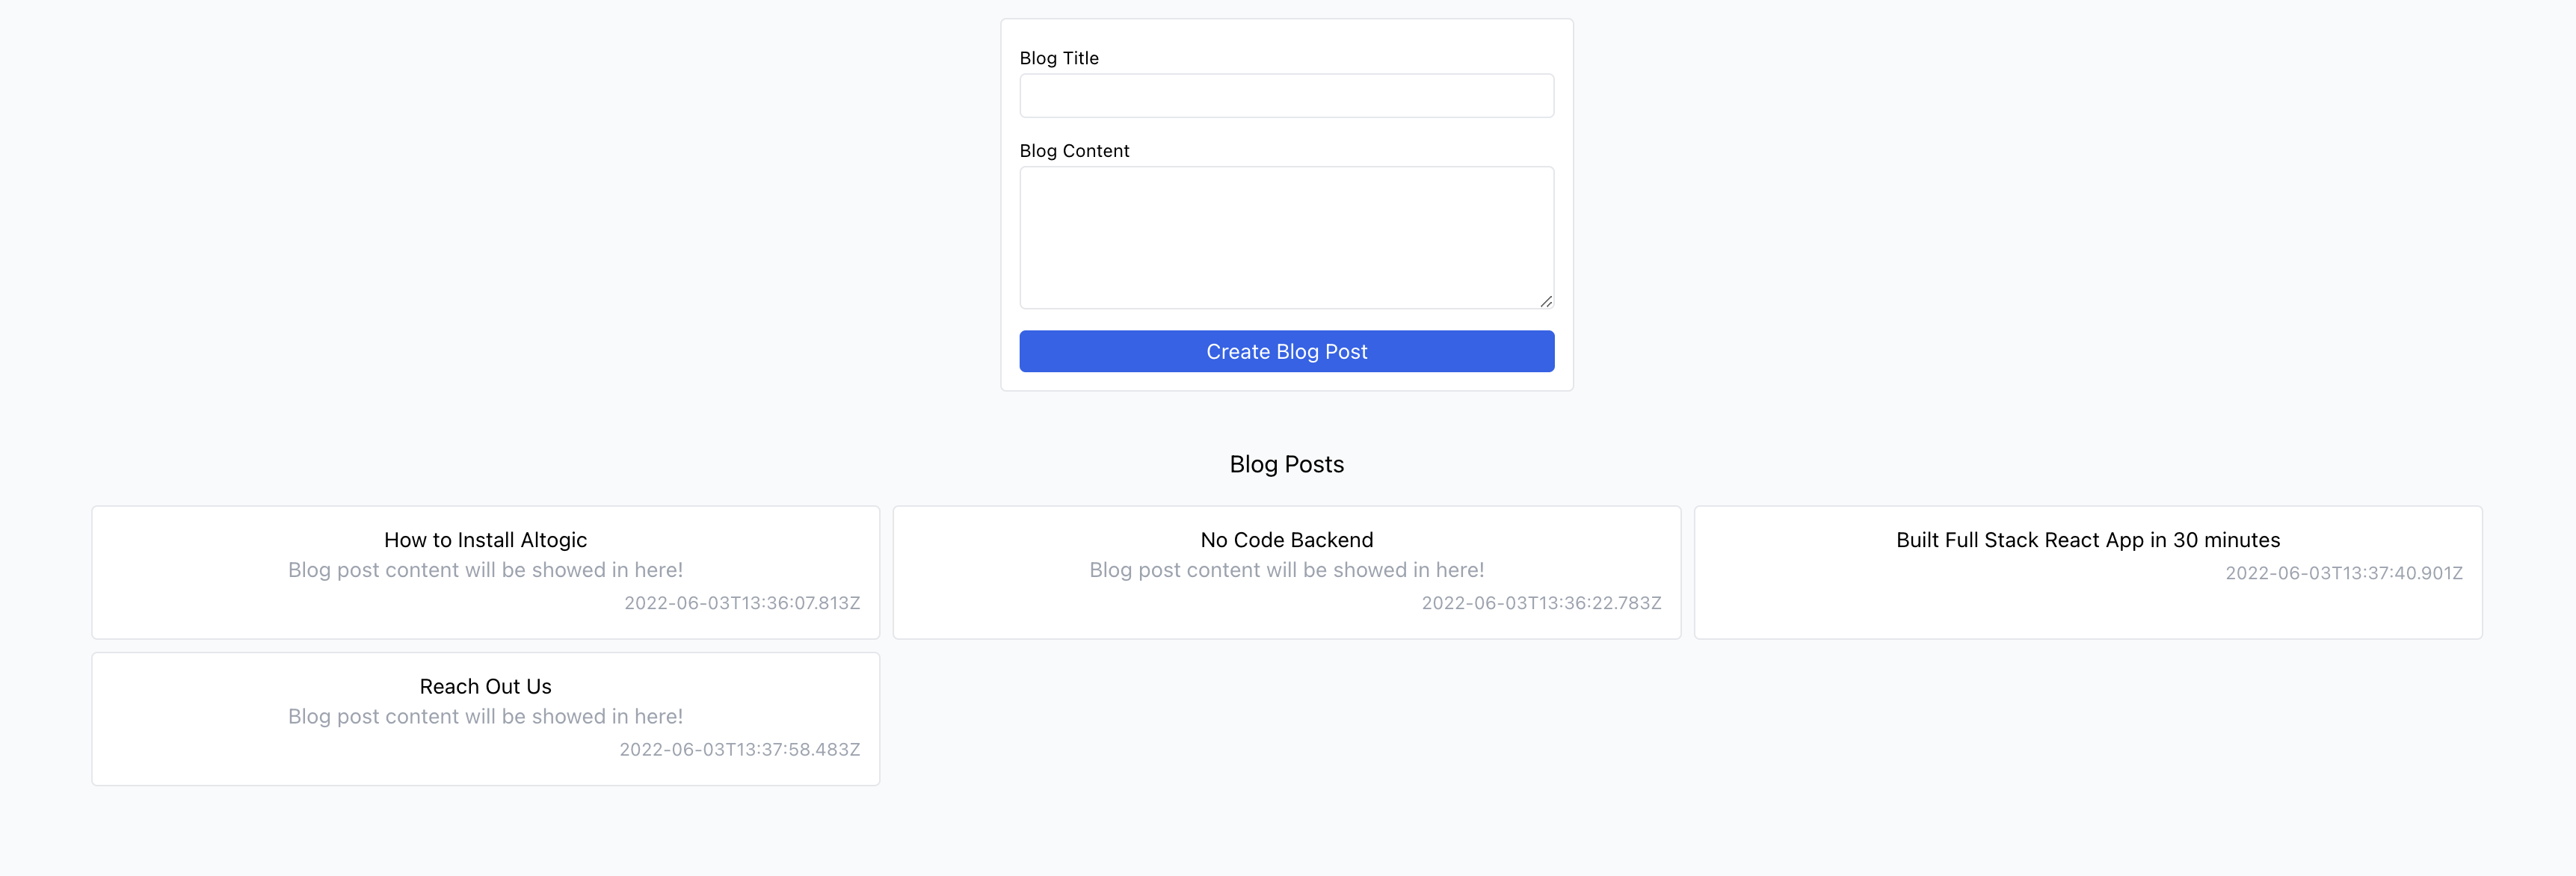 Blog Title
Blog Content
Create Blog Post
Blog Posts
How to Install Altogic
Blog post content will be showed in here!
2022-06-03T13:36:07.813Z
No Code Backend
Blog post content will be showed in here!
2022-06-03T13:36:22.783Z
Built Full Stack React App in 30 minutes
2022-06-03T13:37:40.901Z
Reach Out Us
Blog post content will be showed in here!
2022-06-03T13:37:58.483Z